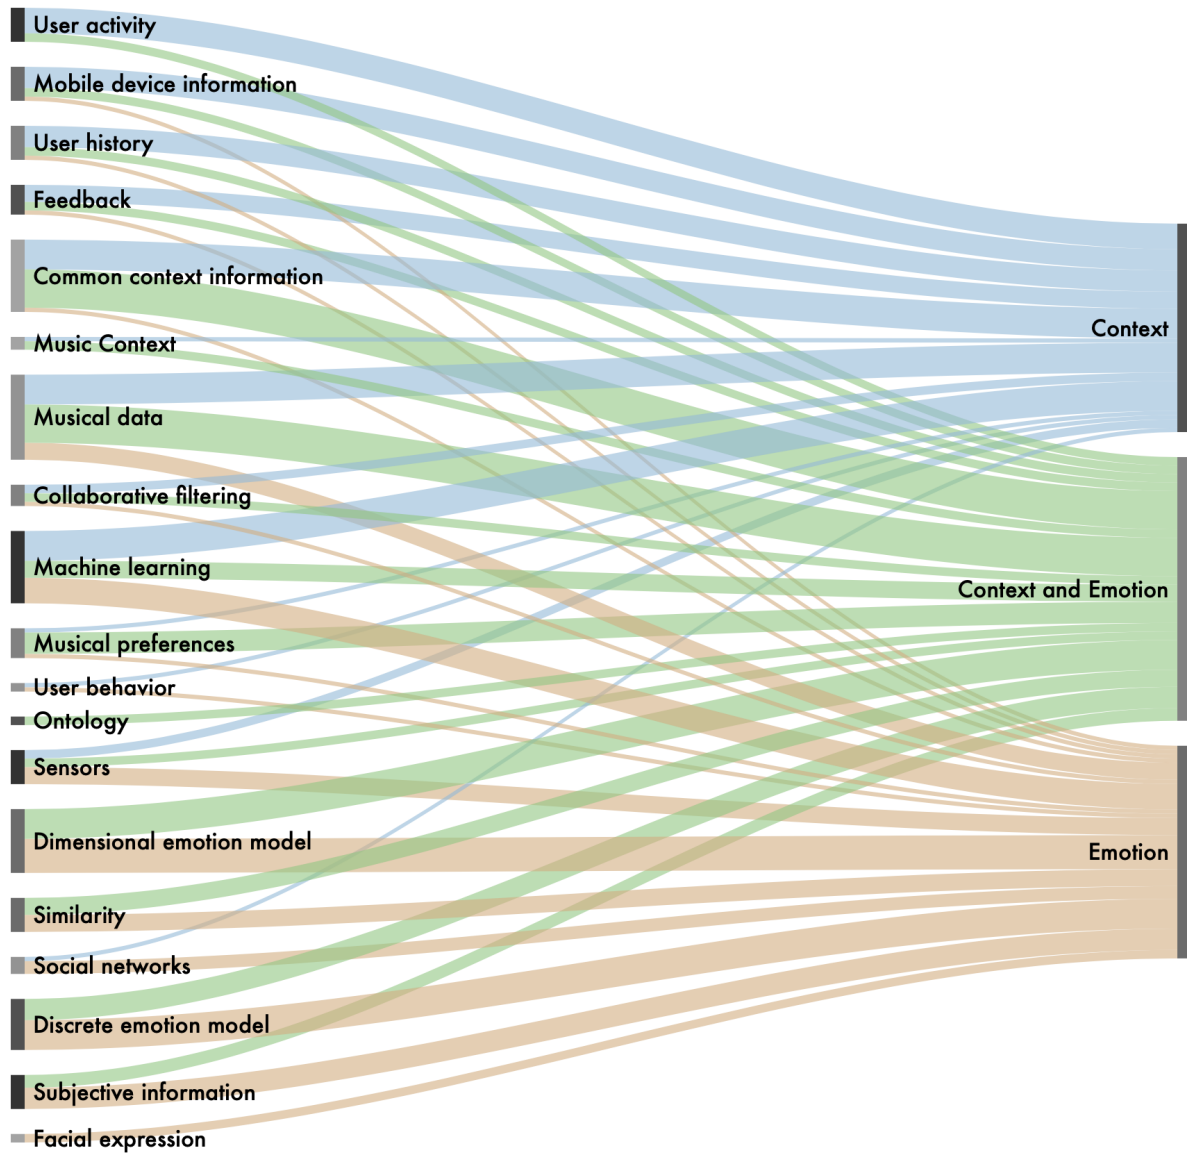 User activity
Mobile device information
User history
Feedback
Common context information
Music Context
Musical data
Collaborative filtering
Machine learning
Musical preferences
User behavior
Ontology
Sensors
Dimensional emotion model
Similarity
Social networks
Discrete emotion model
Subjective information
Facial expression
Context
Context and Emotion
Emotion